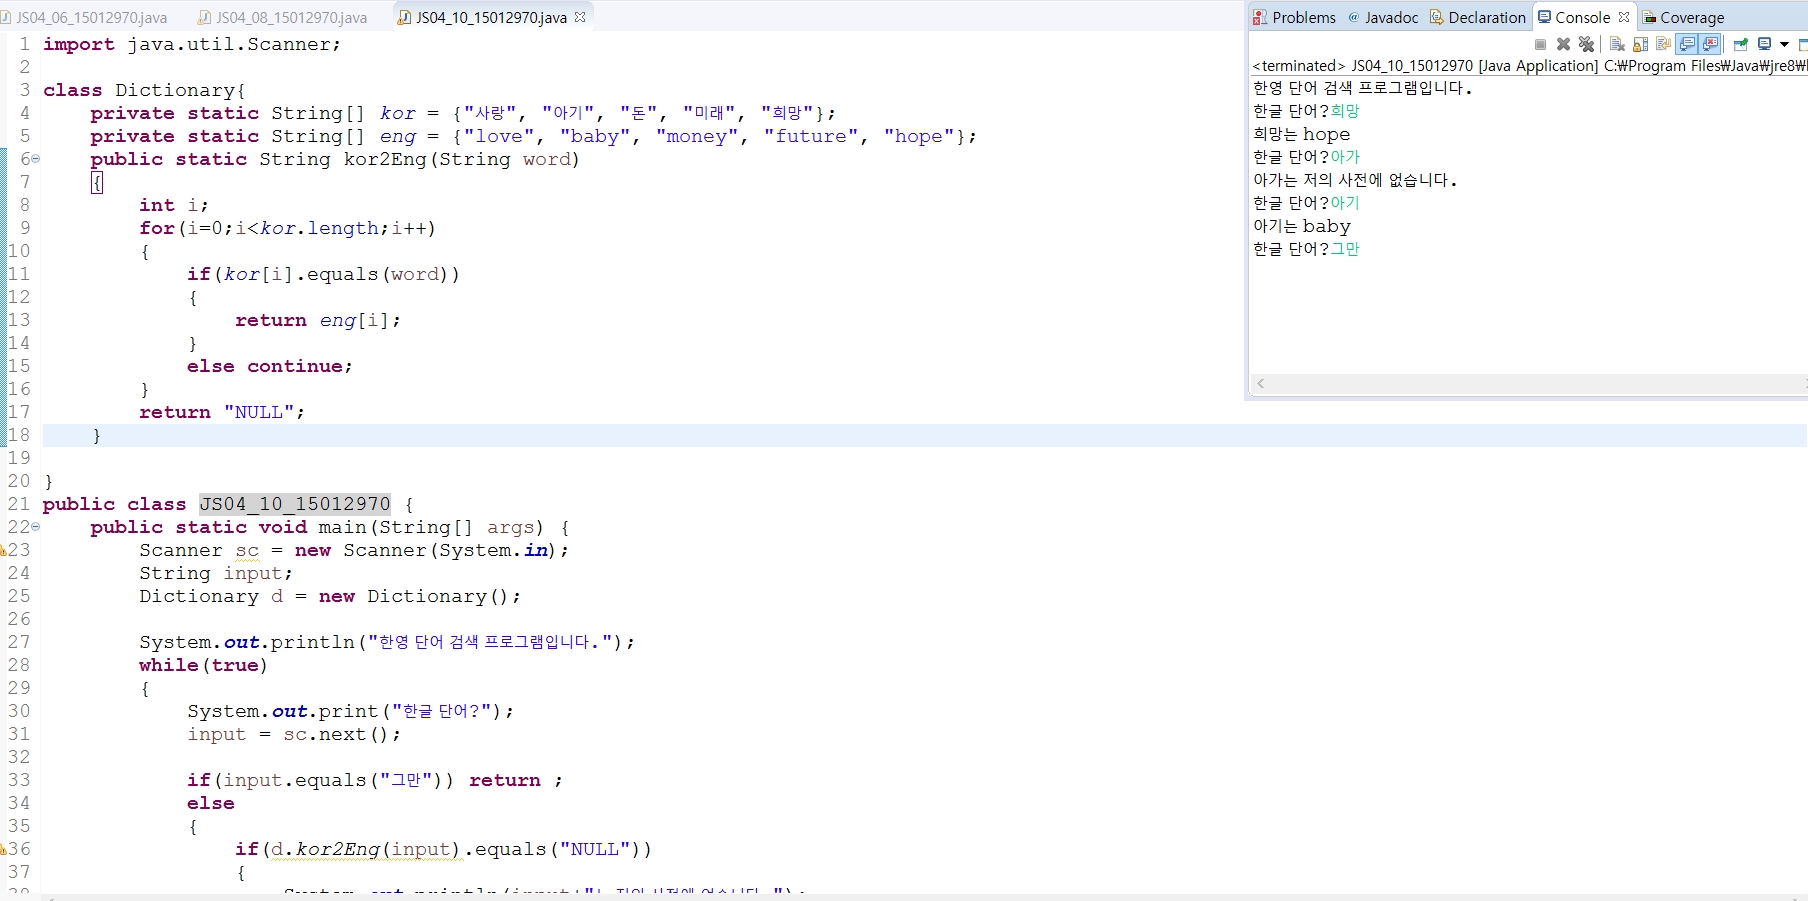 JS04_06_15012970.java JS04_08_15012970.java JS04_10_15012970.java
1 import java.util.Scanner;
2
3 class Dictionary{
4 private static String[] kor = {"사랑", "아기", "돈", "미래", "희망"};
5 private static String[] eng = {"love", "baby", "money", "future", "hope"};
6 public static String kor2Eng(String word)
7 {
8 int i;
9 for(i=0;i<kor.length;i++)
10 {
11 if(kor[i].equals(word))
12 {
13 return eng[i];
14 }
15 else continue;
16 }
17 return "NULL";
18 }
19
20 }
21 public class JS04_10_15012970 {
22 public static void main(String[] args) {
23 Scanner sc = new Scanner(System.in);
24 String input;
25 Dictionary d = new Dictionary();
26
27 System.out.println("한영 단어 검색 프로그램입니다.");
28 while(true)
29 {
30 System.out.print("한글 단어?");
31 input = sc.next();
32
33 if(input.equals("그만")) return ;
34 else
35 {
36 if(d.kor2Eng(input).equals("NULL"))
37 {
Problems @ Javadoc Declaration Console Coverage
<terminated> JS04_10_15012970 [Java Application] C:₩Program Files₩Java₩jre8₩
한영 단어 검색 프로그램입니다.
한글 단어?희망
희망는 hope
한글 단어?아가
아가는 저의 사전에 없습니다.
한글 단어?아기
아기는 baby
한글 단어?그만